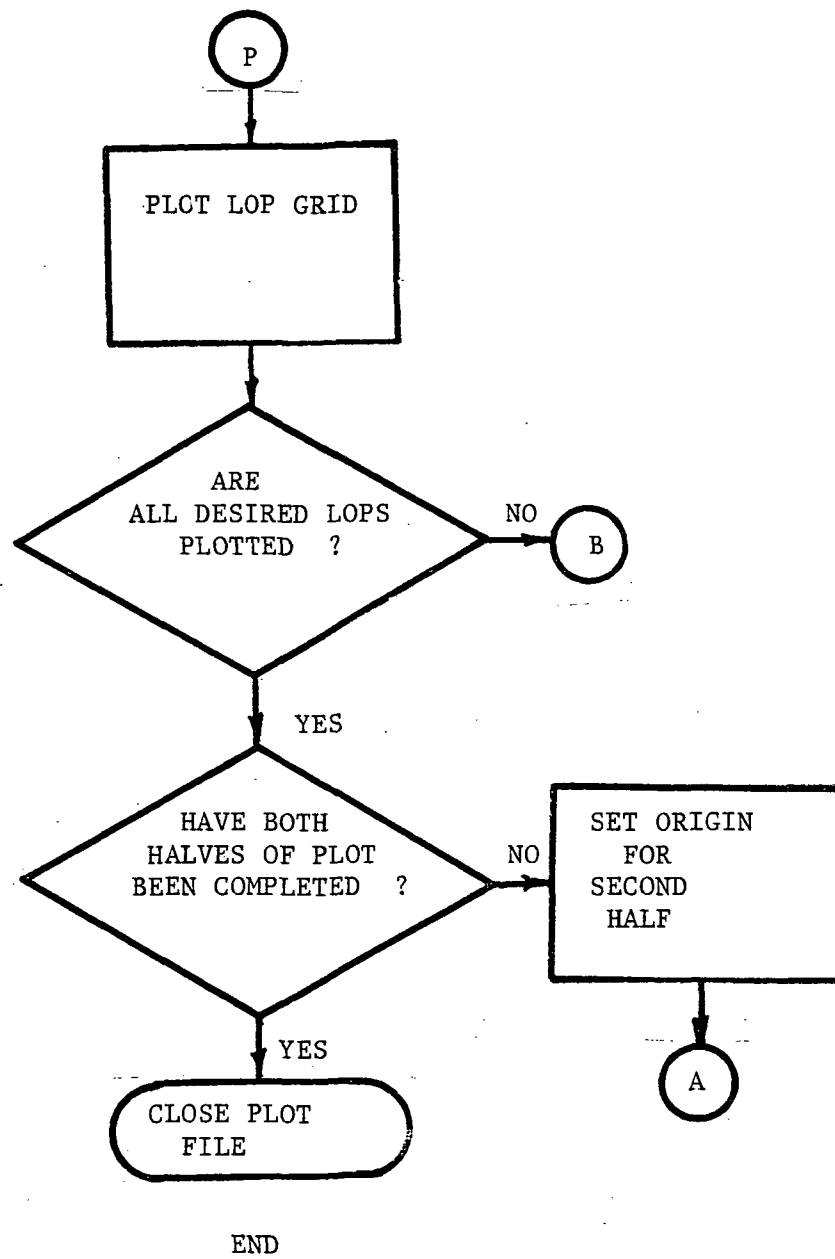 P
PLOT LOP GRID
ARE
ALL DESIRED LOPS
PLOTTED ?
NO
B
YES
HAVE BOTH
HALVES OF PLOT
BEEN COMPLETED ?
NO
SET ORIGIN
FOR
SECOND
HALF
A
YES
CLOSE PLOT
FILE
END